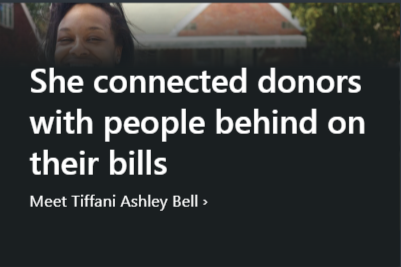 She connected donors
with people behind on
their bills
Meet Tiffani Ashley Bell ›